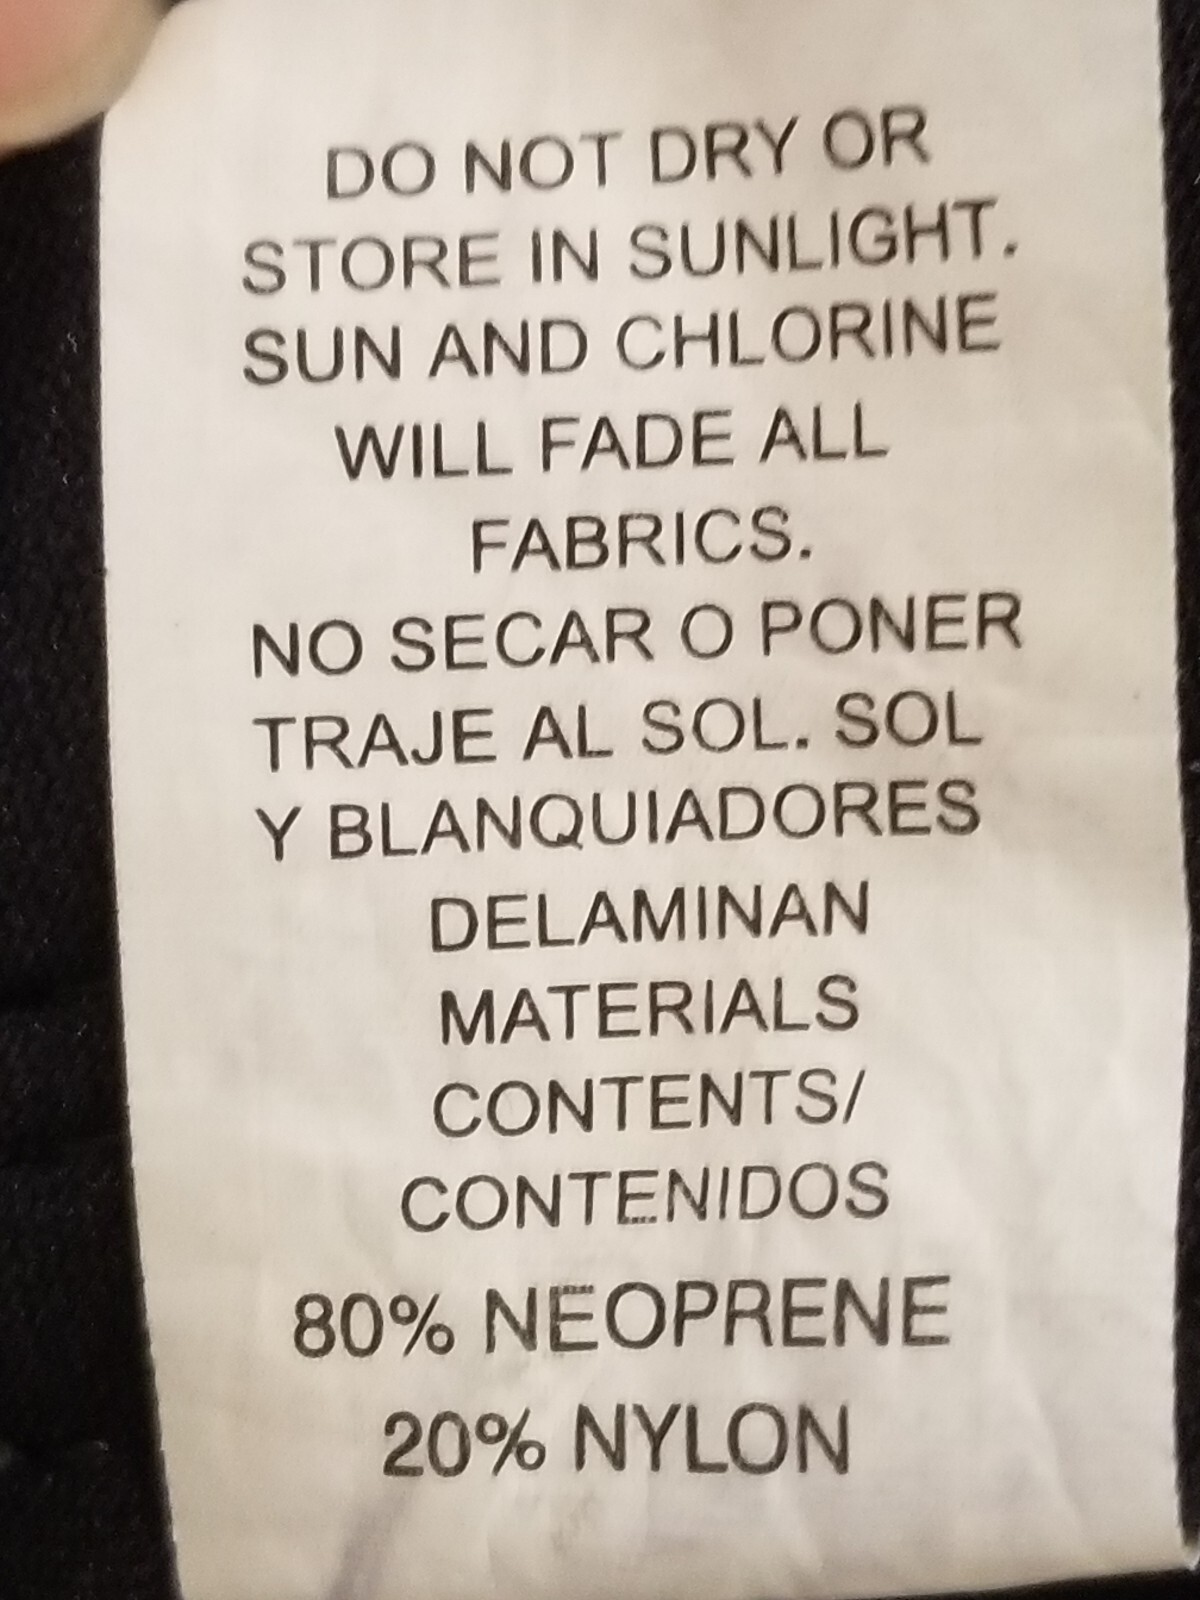 DO NOT DRY OR
STORE IN SUNLIGHT.
SUN AND CHLORINE
WILL FADE ALL
FABRICS.
NO SECAR O PONER
TRAJE AL SOL. SOL
Y BLANQUIADORES
DELAMINAN
MATERIALS
CONTENTS/
CONTENIDOS
80% NEOPRENE
20% NYLON